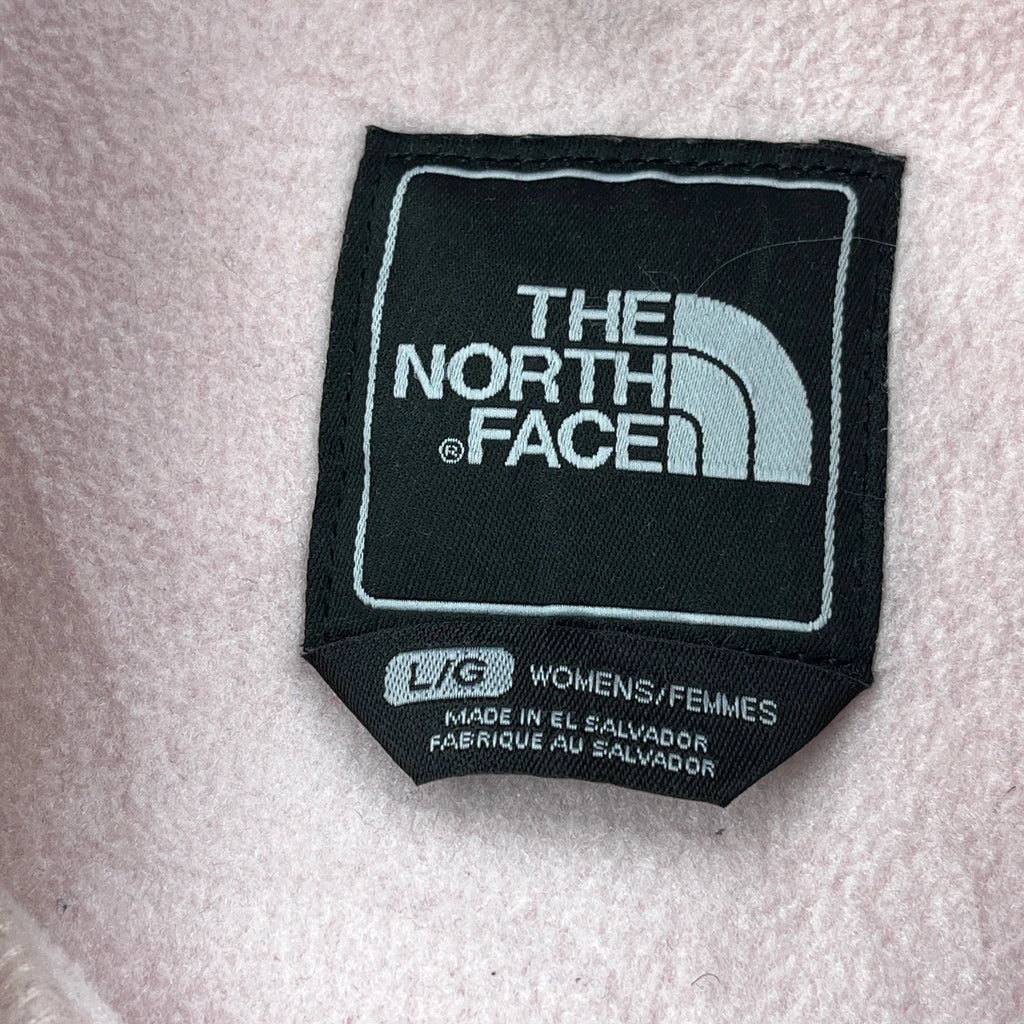 THE
NORTH
®FACE
L/G WOMENS/FEMMES
MADE IN EL SALVADOR
FABRIQUE AU SALVADOR